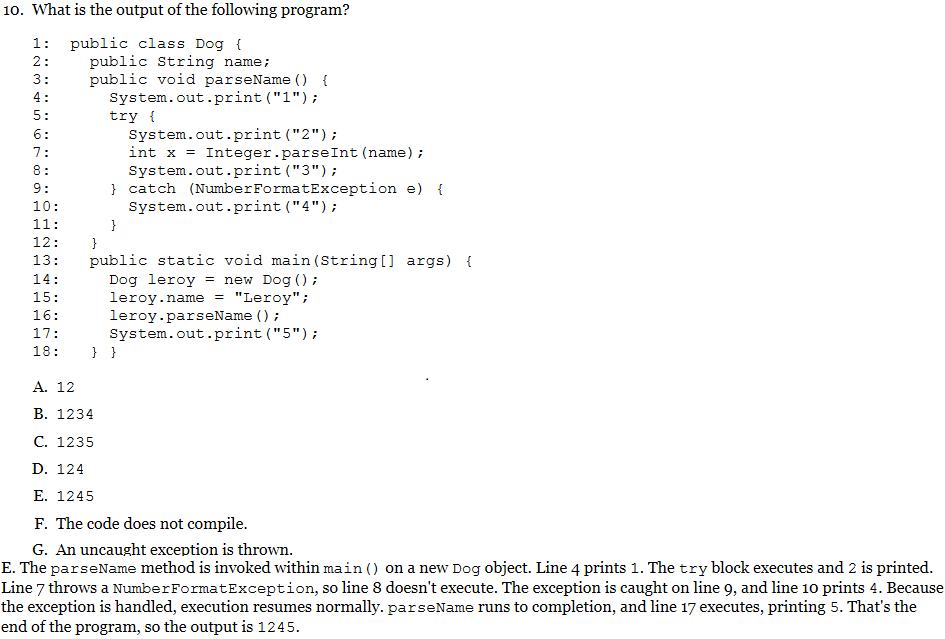 10. What is the output of the following program?
1: public class Dog {
2: public String name;
3: public void parseName() {
4: System.out.print("1");
5: try {
6: System.out.print("2");
7: int x = Integer.parseInt(name);
8: System.out.print("3");
9: } catch (NumberFormatException e) {
10: System.out.print("4");
11: }
12: }
13: public static void main(String[] args) {
14: Dog leroy = new Dog();
15: leroy.name = "Leroy";
16: leroy.parseName();
17: System.out.print("5");
18: } }
A. 12
B. 1234
C. 1235
D. 124
E. 1245
F. The code does not compile.
G. An uncaught exception is thrown.
E. The parseName method is invoked within main() on a new Dog object. Line 4 prints 1. The try block executes and 2 is printed.
Line 7 throws a NumberFormatException, so line 8 doesn't execute. The exception is caught on line 9, and line 10 prints 4. Because
the exception is handled, execution resumes normally. parseName runs to completion, and line 17 executes, printing 5. That's the
end of the program, so the output is 1245.